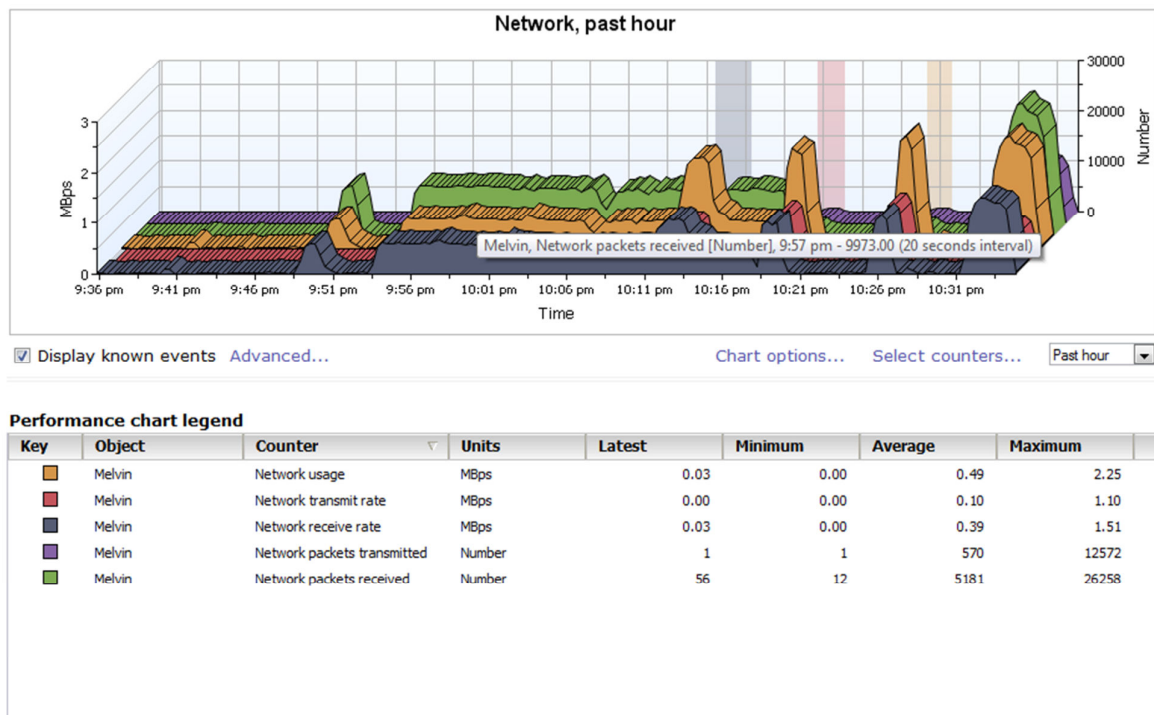 Network, past hour
30000
20000
10000
0
Number
3
2
1
0
MBps
Melvin, Network packets received [Number], 9:57 pm - 9973.00 (20 seconds interval)
9:36 pm 9:41 pm 9:46 pm 9:51 pm 9:56 pm 10:01 pm 10:06 pm 10:11 pm 10:16 pm 10:21 pm 10:26 pm 10:31 pm
Time
Display known events Advanced... Chart options... Select counters... Past hour
Performance chart legend
Key Object Counter Units Latest Minimum Average Maximum
Melvin Network usage MBps 0.03 0.00 0.49 2.25
Melvin Network transmit rate MBps 0.00 0.00 0.10 1.10
Melvin Network receive rate MBps 0.03 0.00 0.39 1.51
Melvin Network packets transmitted Number 1 1 570 12572
Melvin Network packets received Number 56 12 5181 26258